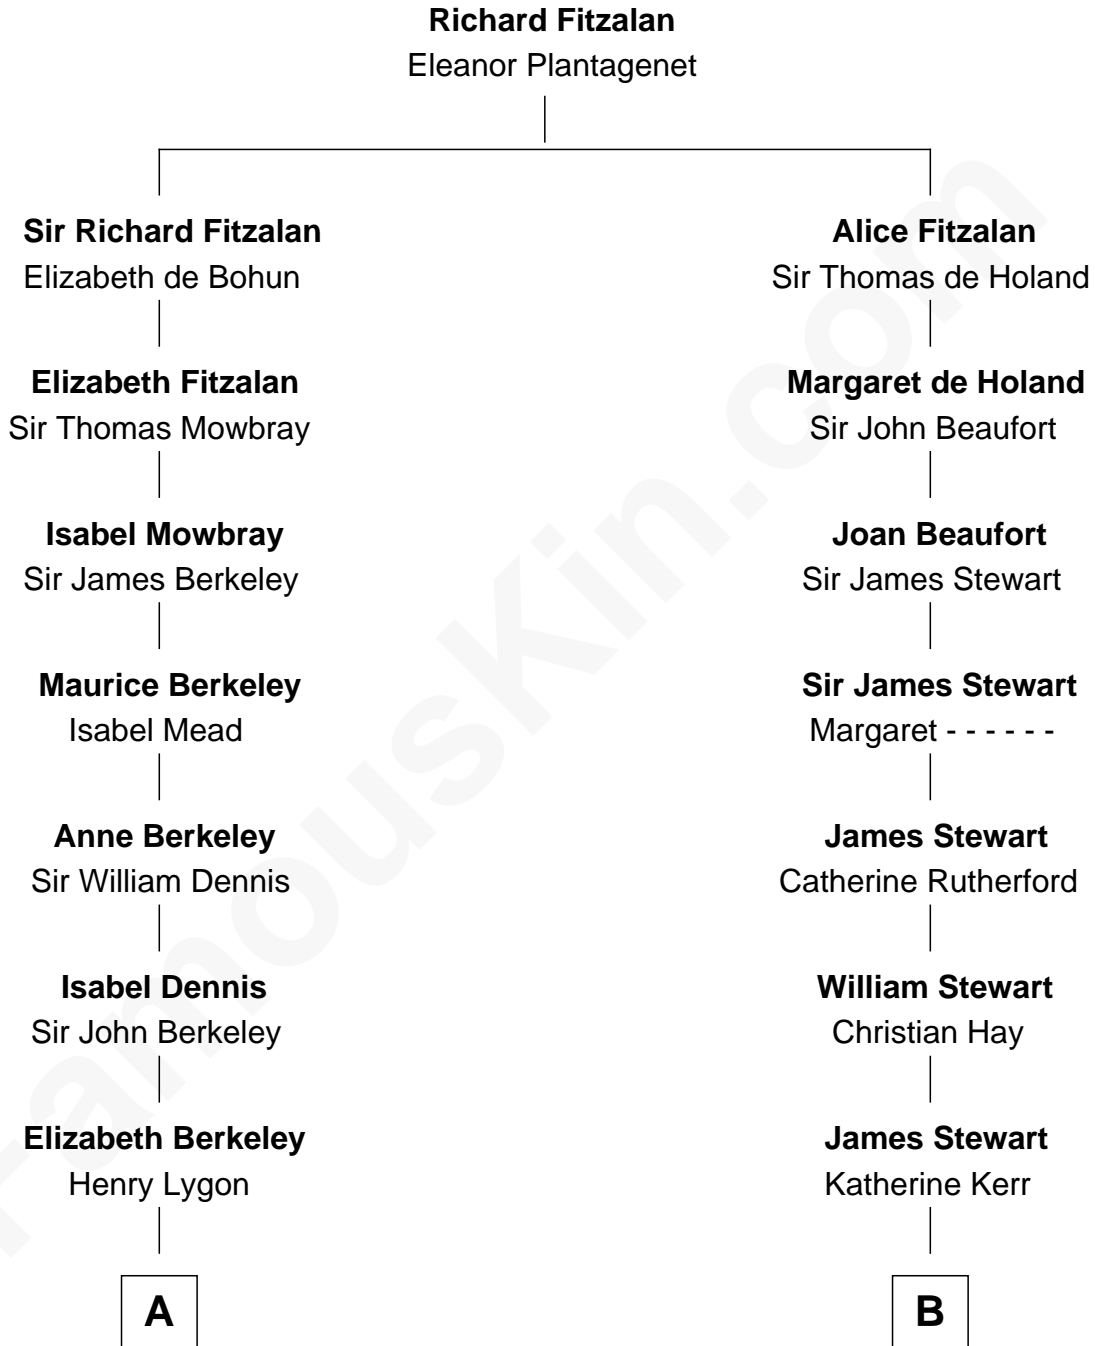 Richard Fitzalan
Eleanor Plantagenet
Sir Richard Fitzalan
Elizabeth de Bohun
Alice Fitzalan
Sir Thomas de Holand
Elizabeth Fitzalan
Sir Thomas Mowbray
Margaret de Holand
Sir John Beaufort
Isabel Mowbray
Sir James Berkeley
Joan Beaufort
Sir James Stewart
Maurice Berkeley
Isabel Mead
Sir James Stewart
Margaret - - - - - -
Anne Berkeley
Sir William Dennis
James Stewart
Catherine Rutherford
Isabel Dennis
Sir John Berkeley
William Stewart
Christian Hay
Elizabeth Berkeley
Henry Lygon
James Stewart
Katherine Kerr
A
B
FamousKin.com